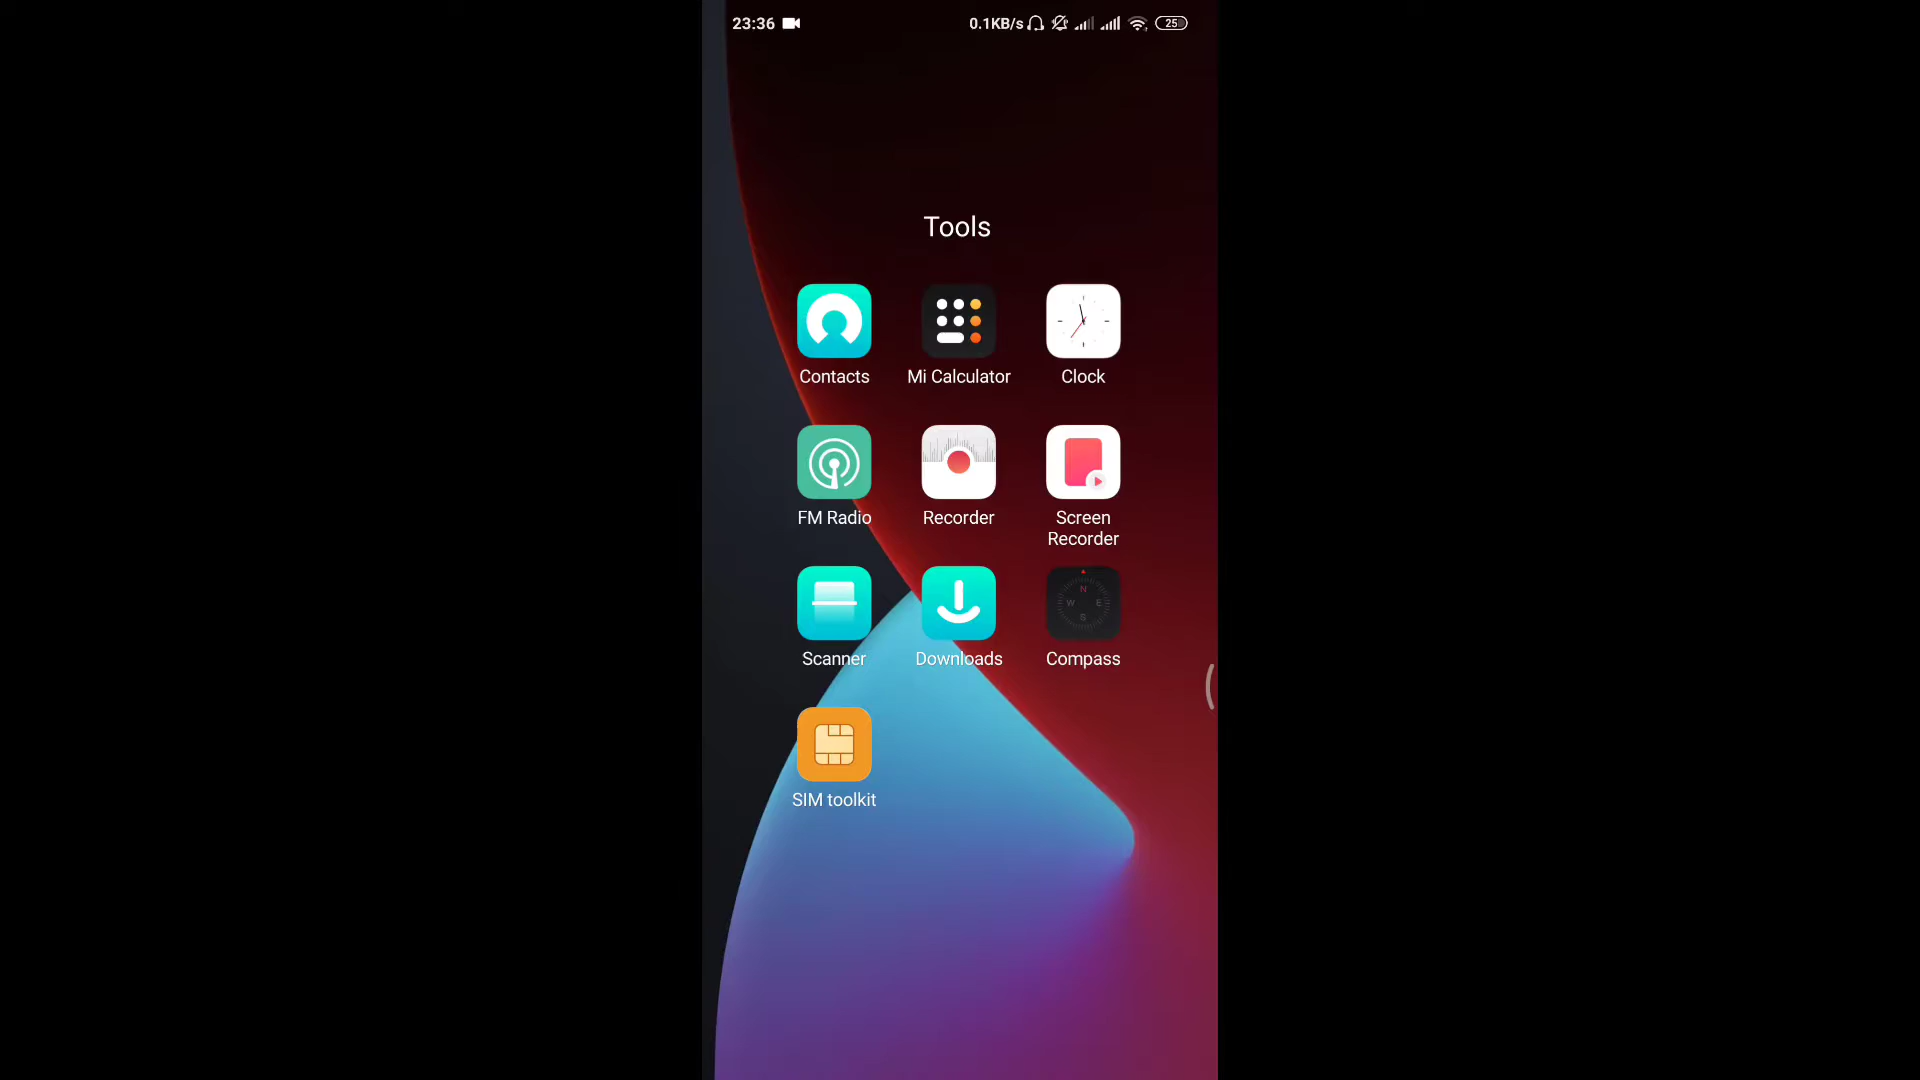 23:36 0.1KB/s 25
Tools
Contacts Mi Calculator Clock
FM Radio Recorder Screen
Recorder
N
W E
S
Scanner Downloads Compass
SIM toolkit